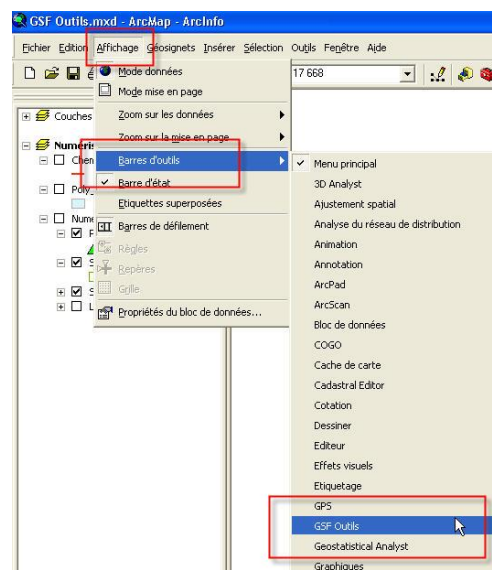 GSF Outils.mxd - ArcMap - ArcInfo
Fichier Edition Affichage Géosignets Insérer Sélection Outils Fenêtre Aide
17 668
Couches
Numéris
Chem
Poly_
Nume
Mode données
Mode mise en page
Zoom sur les données
Zoom sur la mise en page
Barres d'outils
Barre d'état
Etiquettes superposées
Barres de défilement
Règles
Repères
Grille
Propriétés du bloc de données...
Menu principal
3D Analyst
Ajustement spatial
Analyse du réseau de distribution
Animation
Annotation
ArcPad
ArcScan
Bloc de données
COGO
Cache de carte
Cadastral Editor
Cotation
Dessiner
Editeur
Effets visuels
Etiquetage
GPS
GSF Outils
Geostatistical Analyst
Graphiques